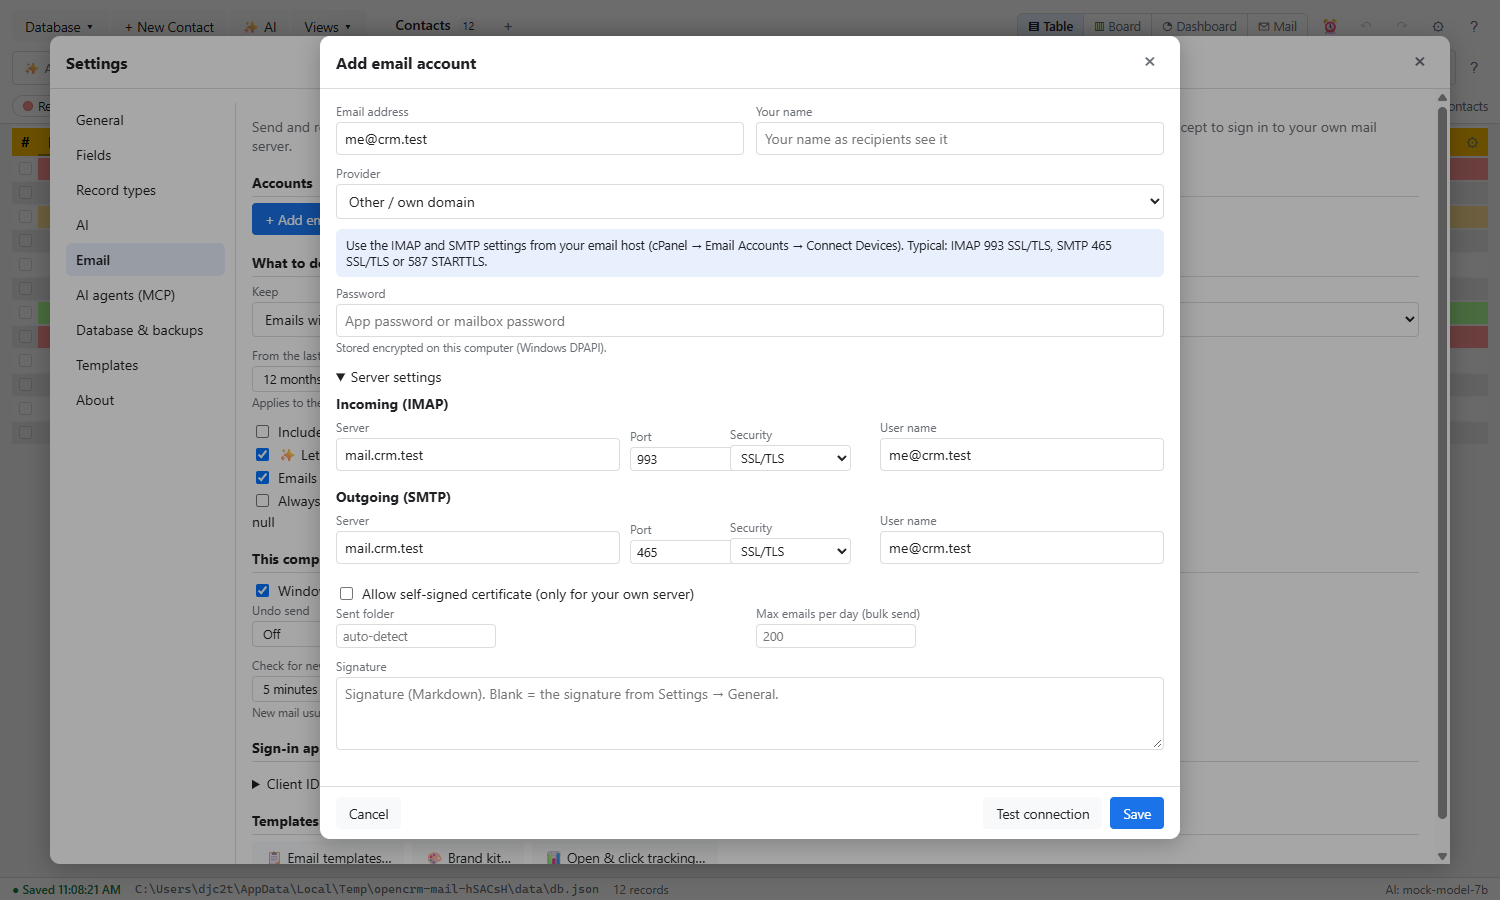 Database ▾
+ New Contact
✨ AI
Views ▾
Contacts 12 +
Table
Board
Dashboard
Mail
?
Settings
Add email account
General
Fields
Record types
AI
Email
AI agents (MCP)
Database & backups
Templates
About
Send and r
cept to sign in to your own mail
server.
Accounts
+ Add em
What to d
Keep
Emails wi
From the last
12 months
Applies to the
Include
✨ Let
Emails
Always
null
This comp
Windo
Undo send
Off
Check for new
5 minutes
New mail usu
Sign-in ap
Client ID
Templates
Email templates...
Brand kit...
Open & click tracking...
Email address
me@crm.test
Your name
Your name as recipients see it
Provider
Other / own domain
Use the IMAP and SMTP settings from your email host (cPanel → Email Accounts → Connect Devices). Typical: IMAP 993 SSL/TLS, SMTP 465
SSL/TLS or 587 STARTTLS.
Password
App password or mailbox password
Stored encrypted on this computer (Windows DPAPI).
▼ Server settings
Incoming (IMAP)
Server
mail.crm.test
Port
993
Security
SSL/TLS
User name
me@crm.test
Outgoing (SMTP)
Server
mail.crm.test
Port
465
Security
SSL/TLS
User name
me@crm.test
Allow self-signed certificate (only for your own server)
Sent folder
auto-detect
Max emails per day (bulk send)
200
Signature
Signature (Markdown). Blank = the signature from Settings → General.
Cancel
Test connection
Save
ontacts
#
● Saved 11:08:21 AM
C:\Users\djc2t\AppData\Local\Temp\opencrm-mail-hSACsH\data\db.json
12 records
AI: mock-model-7b